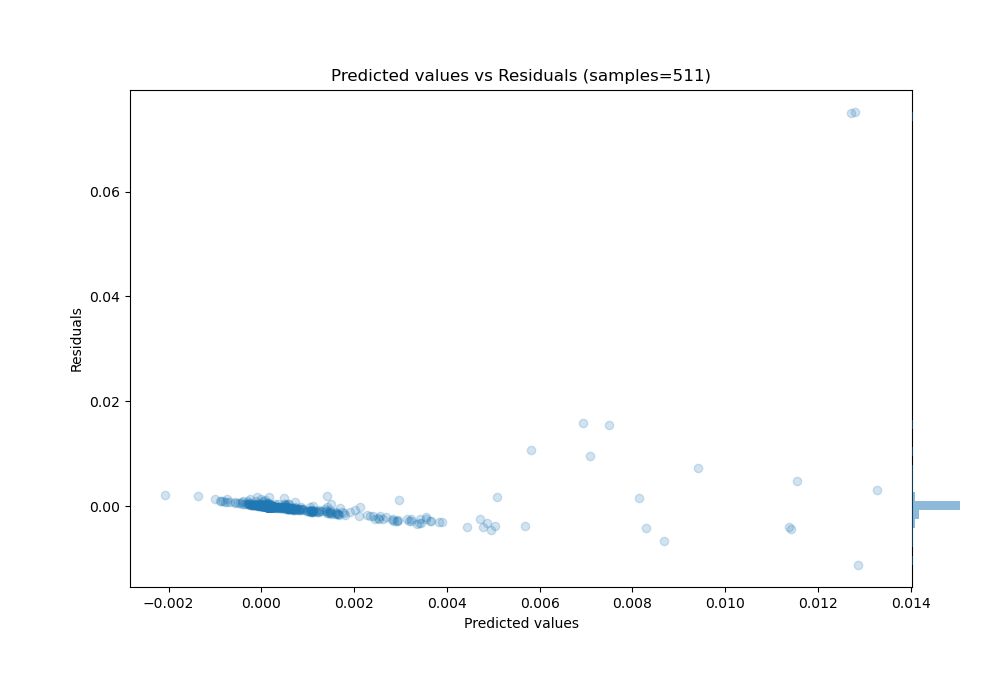 Predicted values vs Residuals (samples=511)
Residuals
0.06
0.04
0.02
0.00
−0.002 0.000 0.002 0.004 0.006 0.008 0.010 0.012 0.014
Predicted values